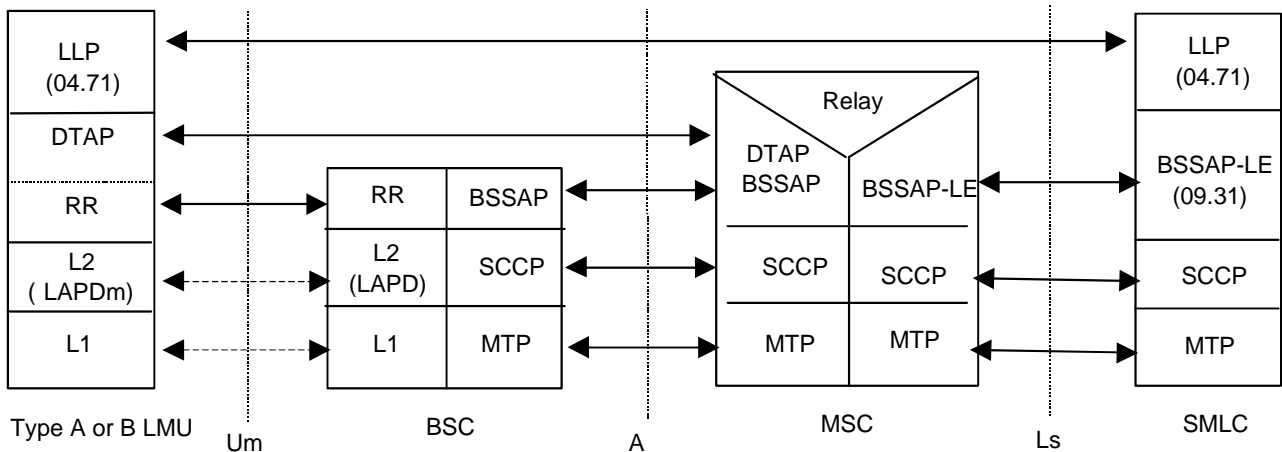 LLP
(04.71)
DTAP
RR
L2
( LAPDm)
L1
Type A or B LMU
Um
RR
BSSAP
L2
(LAPD)
SCCP
L1
MTP
BSC
A
Relay
DTAP
BSSAP
BSSAP-LE
SCCP
SCCP
MTP
MTP
MSC
Ls
LLP
(04.71)
BSSAP-LE
(09.31)
SCCP
MTP
SMLC